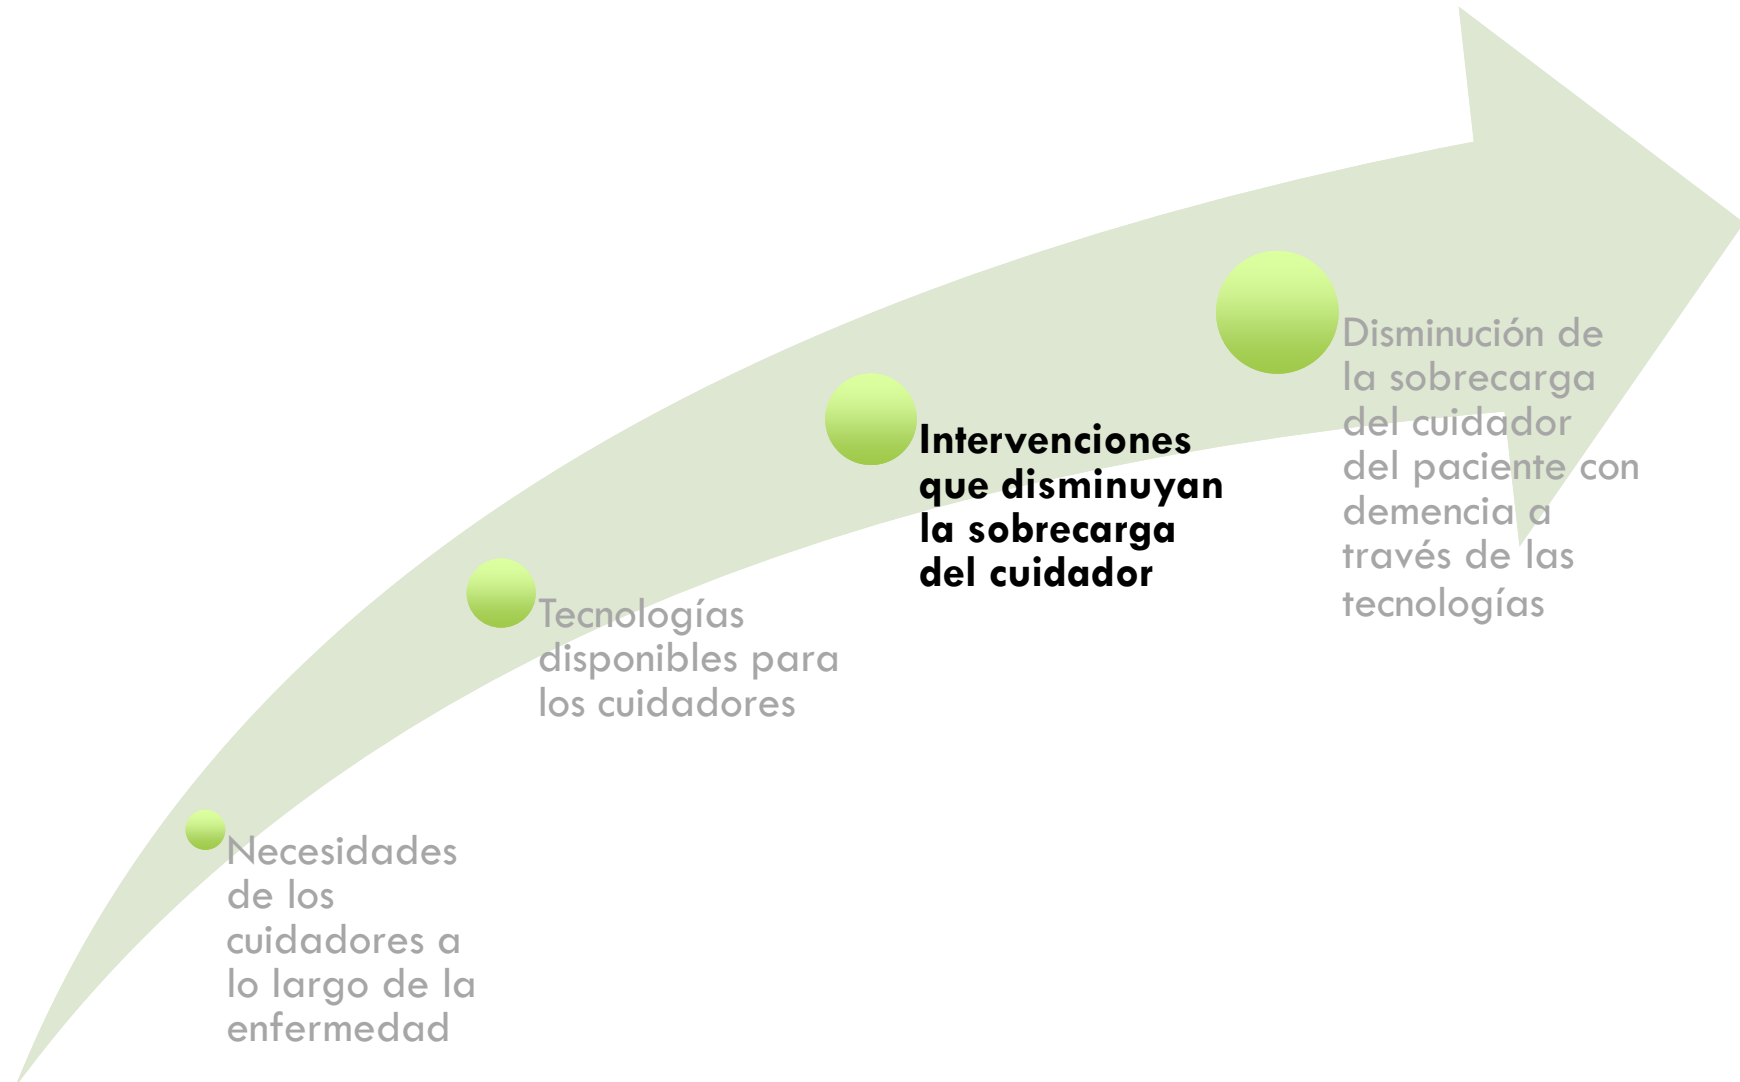 Necesidades
de los
cuidadores a
lo largo de la
enfermedad
Tecnologías
disponibles para
los cuidadores
Intervenciones
que disminuyan
la sobrecarga
del cuidador
Disminución de
la sobrecarga
del cuidador
del paciente con
demencia a
través de las
tecnologías